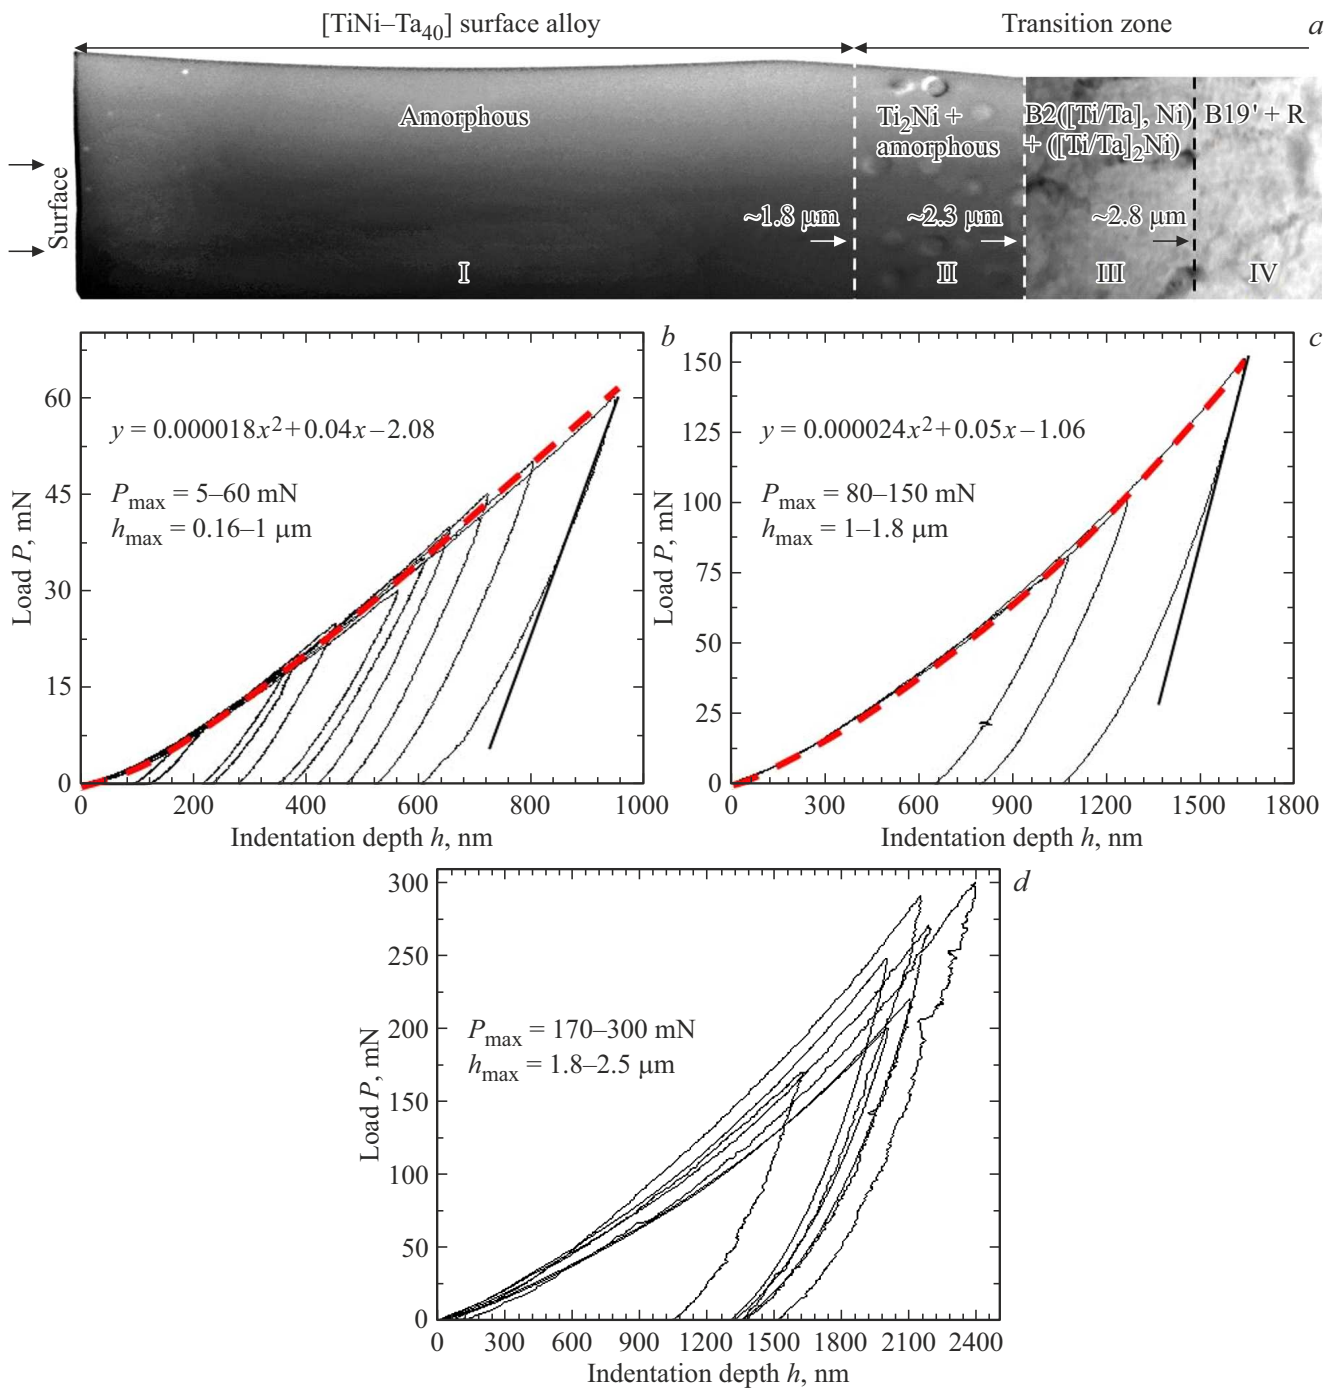 [TiNi–Ta40] surface alloy
Transition zone
a
Amorphous
Ti2Ni +
amorphous
B2([Ti/Ta], Ni)
+ ([Ti/Ta]2Ni)
B19' + R
Surface
~1.8 μm
~2.3 μm
~2.8 μm
I
II
III
IV
b
60
45
30
15
0
Load P, mN
y = 0.000018x² + 0.04x – 2.08
Pmax = 5–60 mN
hmax = 0.16–1 μm
0 200 400 600 800 1000
Indentation depth h, nm
c
150
125
100
75
50
25
0
Load P, mN
y = 0.000024x² + 0.05x – 1.06
Pmax = 80–150 mN
hmax = 1–1.8 μm
0 300 600 900 1200 1500 1800
Indentation depth h, nm
d
300
250
200
150
100
50
0
Load P, mN
Pmax = 170–300 mN
hmax = 1.8–2.5 μm
0 300 600 900 1200 1500 1800 2100 2400
Indentation depth h, nm